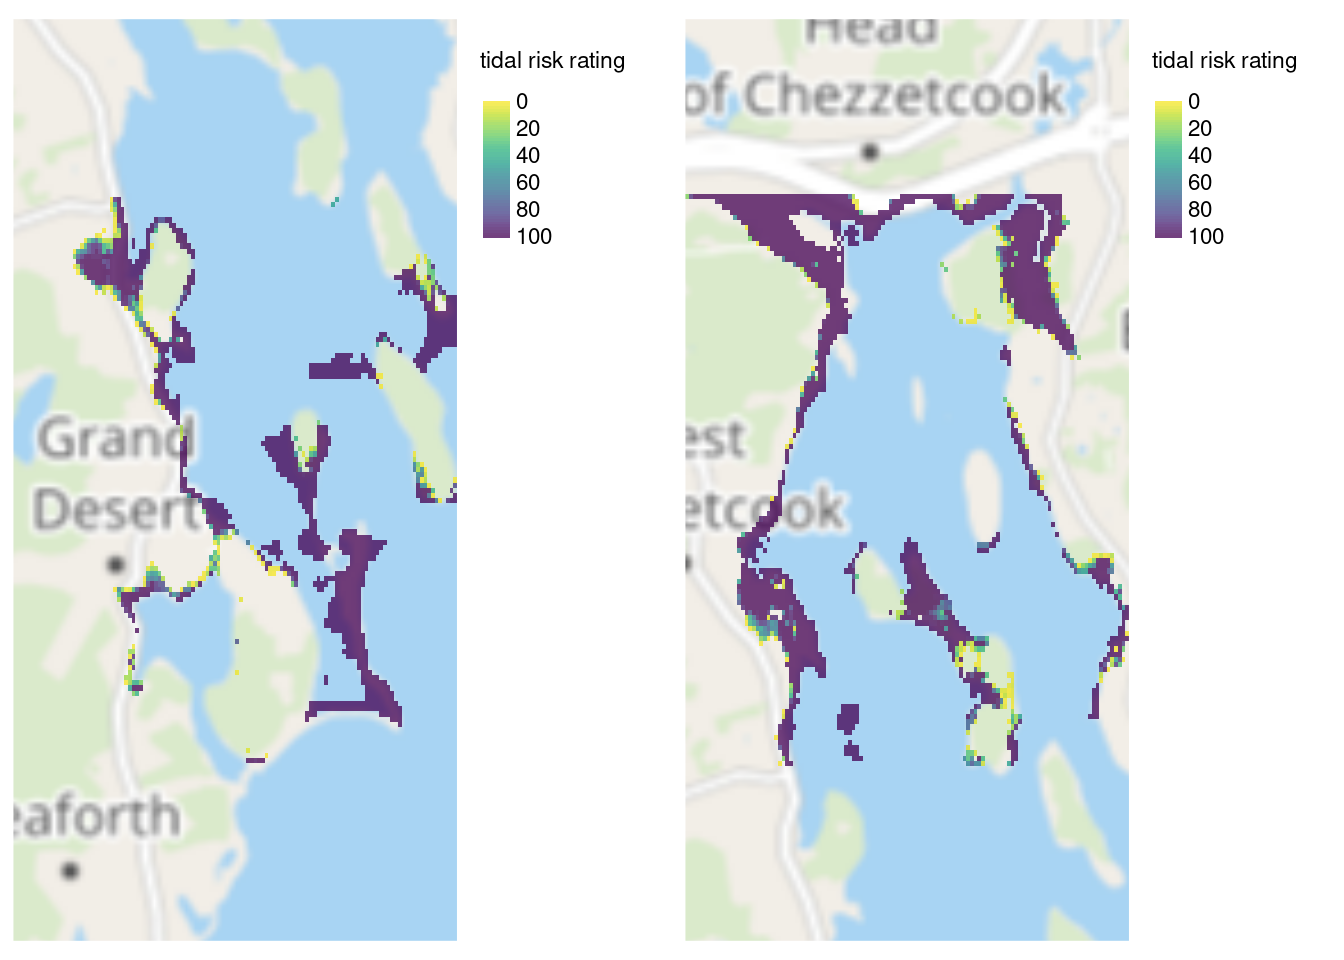 tidal risk rating
0
20
40
60
80
100
Grand
Desert
eaforth
Head
of Chezzetcook
est
etcook
tidal risk rating
0
20
40
60
80
100